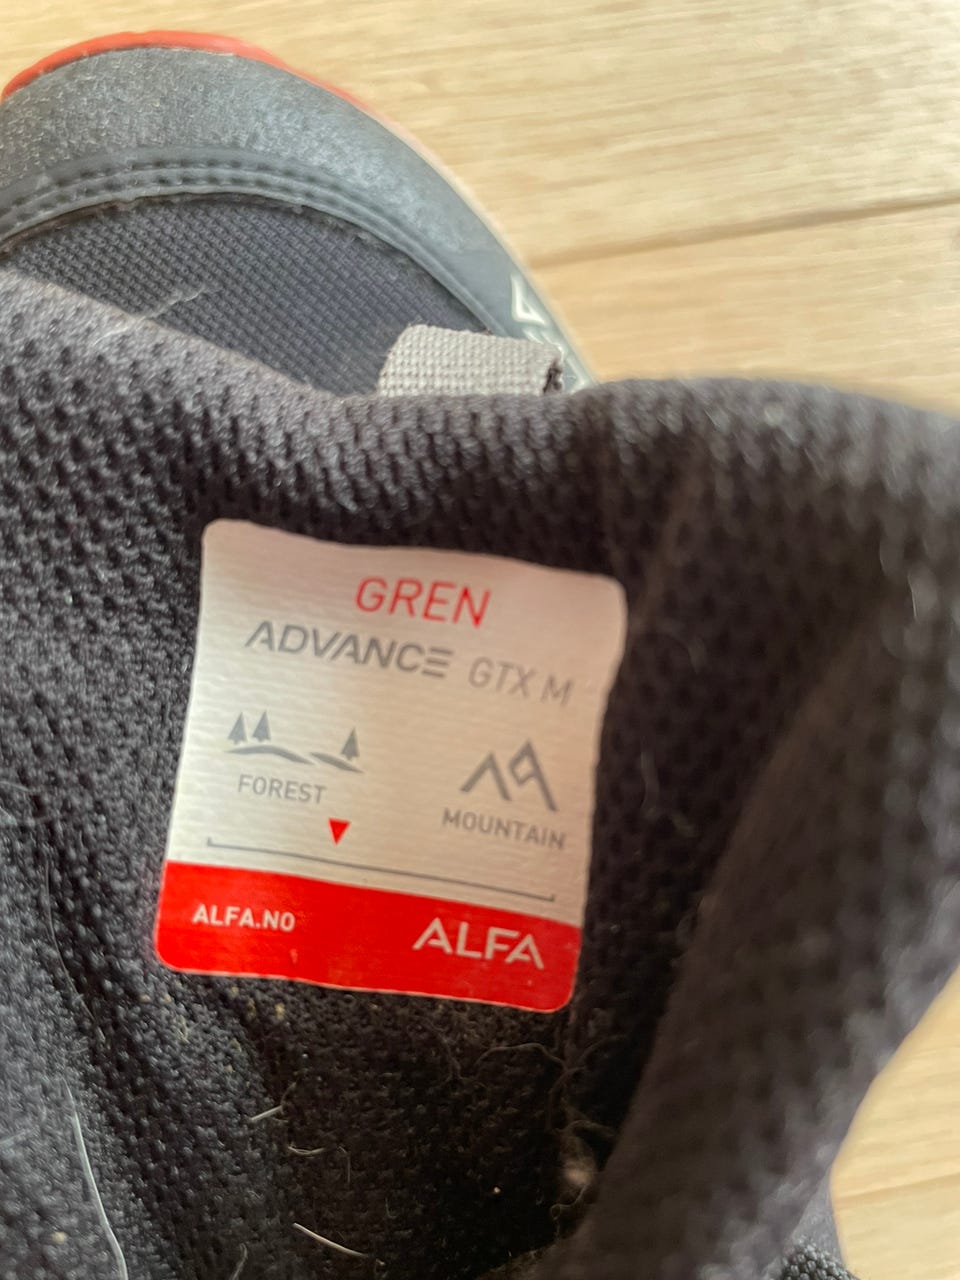 GREN
ADVANCE GTX M
FOREST
MOUNTAIN
ALFA.NO ALFA